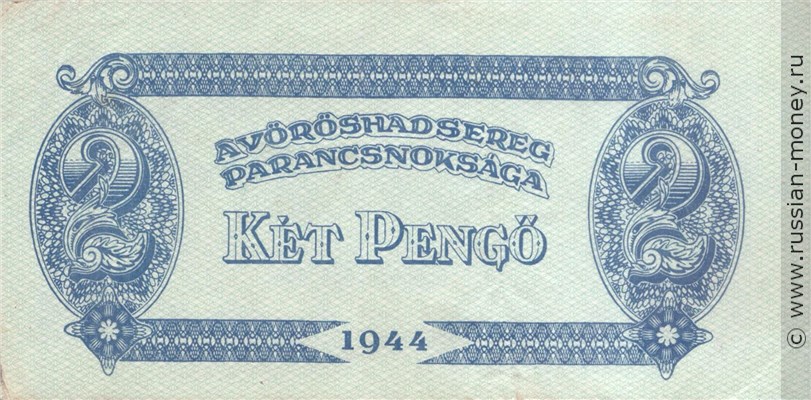 A VÖRÖSHADSEREG
PARANCSNOKSÁGA
2
KÉT PENGŐ
2
1944
© www.russian-money.ru